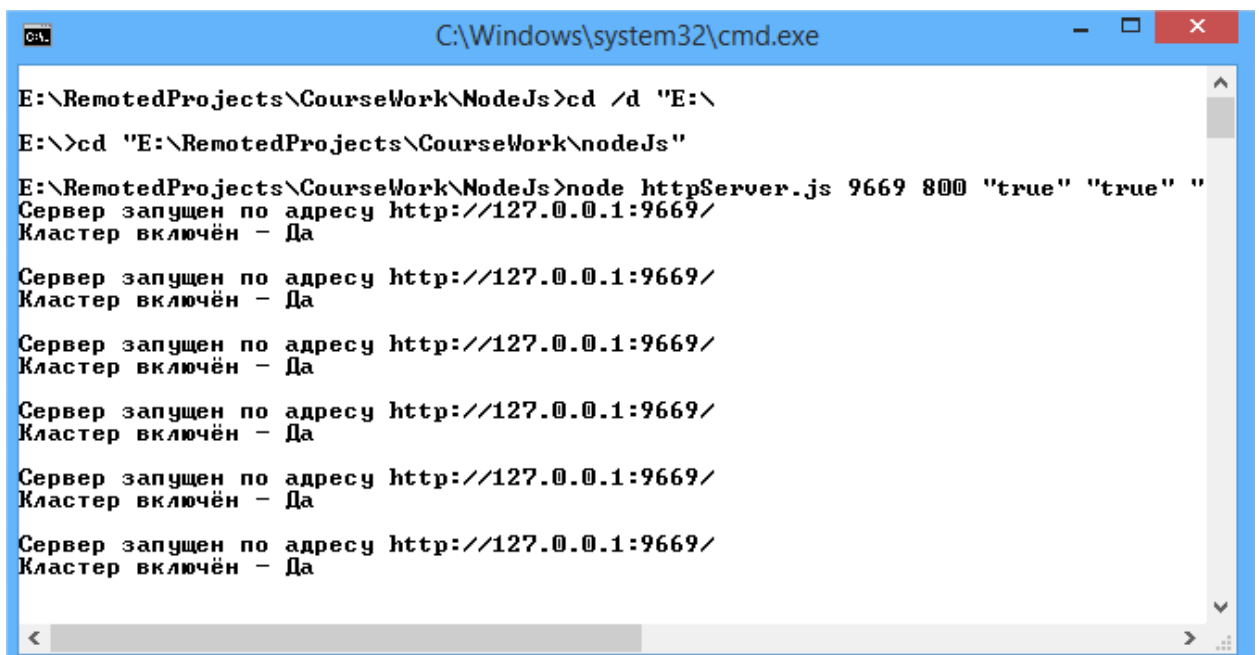 C:\Windows\system32\cmd.exe
E:\RemotedProjects\CourseWork\NodeJs>cd /d "E:\
E:\>cd "E:\RemotedProjects\CourseWork\nodeJs"
E:\RemotedProjects\CourseWork\NodeJs>node httpServer.js 9669 800 "true" "true" "
Сервер запущен по адресу http://127.0.0.1:9669/
Кластер включён - Да
Сервер запущен по адресу http://127.0.0.1:9669/
Кластер включён - Да
Сервер запущен по адресу http://127.0.0.1:9669/
Кластер включён - Да
Сервер запущен по адресу http://127.0.0.1:9669/
Кластер включён - Да
Сервер запущен по адресу http://127.0.0.1:9669/
Кластер включён - Да
Сервер запущен по адресу http://127.0.0.1:9669/
Кластер включён - Да